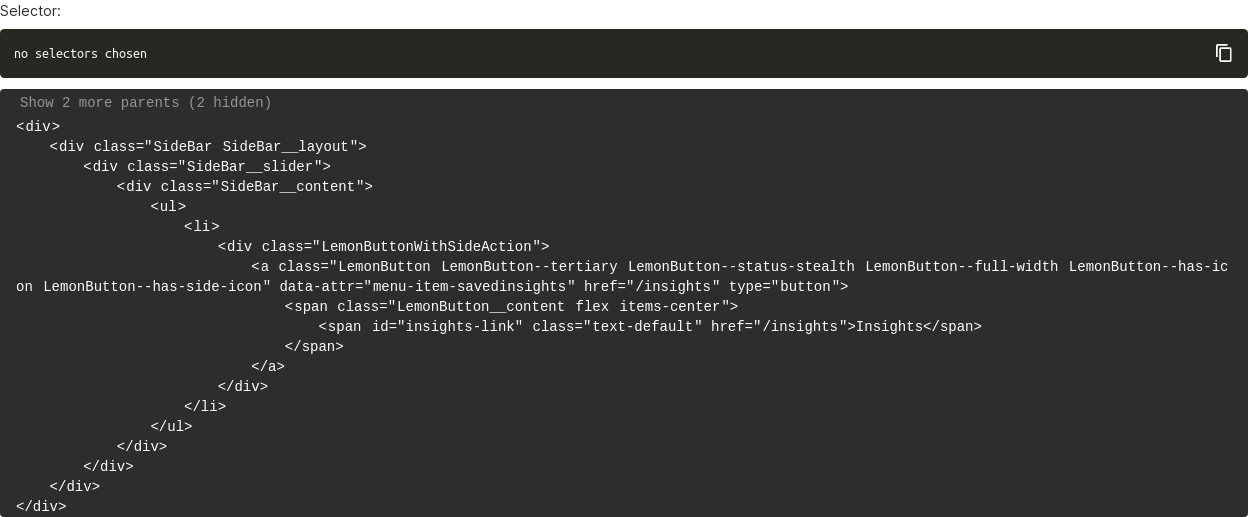 Selector:
no selectors chosen
Show 2 more parents (2 hidden)
<div>
<div class="SideBar SideBar__layout">
<div class="SideBar__slider">
<div class="SideBar__content">
<ul>
<li>
<div class="LemonButtonWithSideAction">
<a class="LemonButton LemonButton--tertiary LemonButton--status-stealth LemonButton--full-width LemonButton--has-ic
on LemonButton--has-side-icon" data-attr="menu-item-savedinsights" href="/insights" type="button">
<span class="LemonButton__content flex items-center">
<span id="insights-link" class="text-default" href="/insights">Insights</span>
</span>
</a>
</div>
</li>
</ul>
</div>
</div>
</div>
</div>